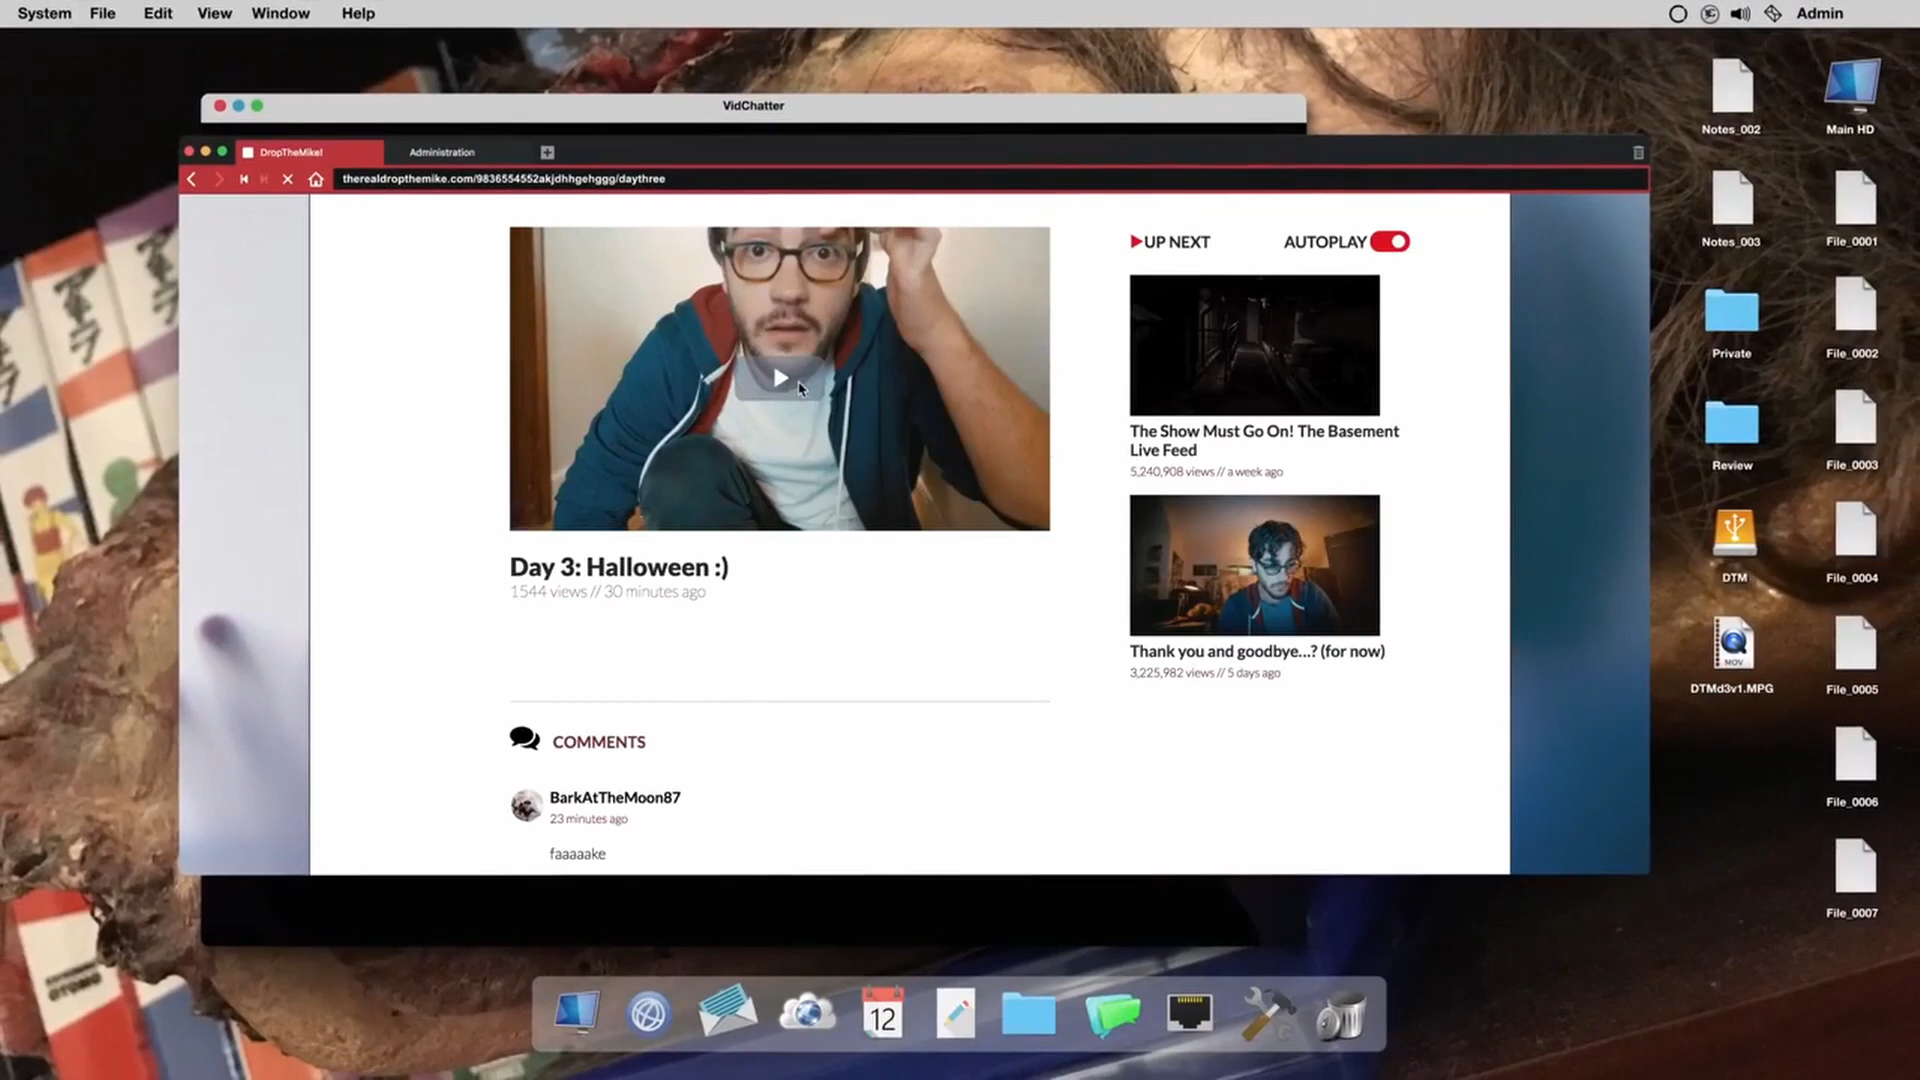 System File Edit View Window Help Admin
VidChatter
DropTheMike! Administration
therealdropthemike.com/9836554552akjdhhgehggg/daythree
UP NEXT AUTOPLAY
The Show Must Go On! The Basement
Live Feed
5,240,908 views // a week ago
Thank you and goodbye...? (for now)
3,225,982 views // 5 days ago
Day 3: Halloween :)
1544 views // 30 minutes ago
COMMENTS
BarkAtTheMoon87
23 minutes ago
faaaaake
Notes_002
Main HD
Notes_003
File_0001
Private
File_0002
Review
File_0003
DTM
File_0004
MOV
DTMd3v1.MPG
File_0005
File_0006
File_0007
OTOMO
12